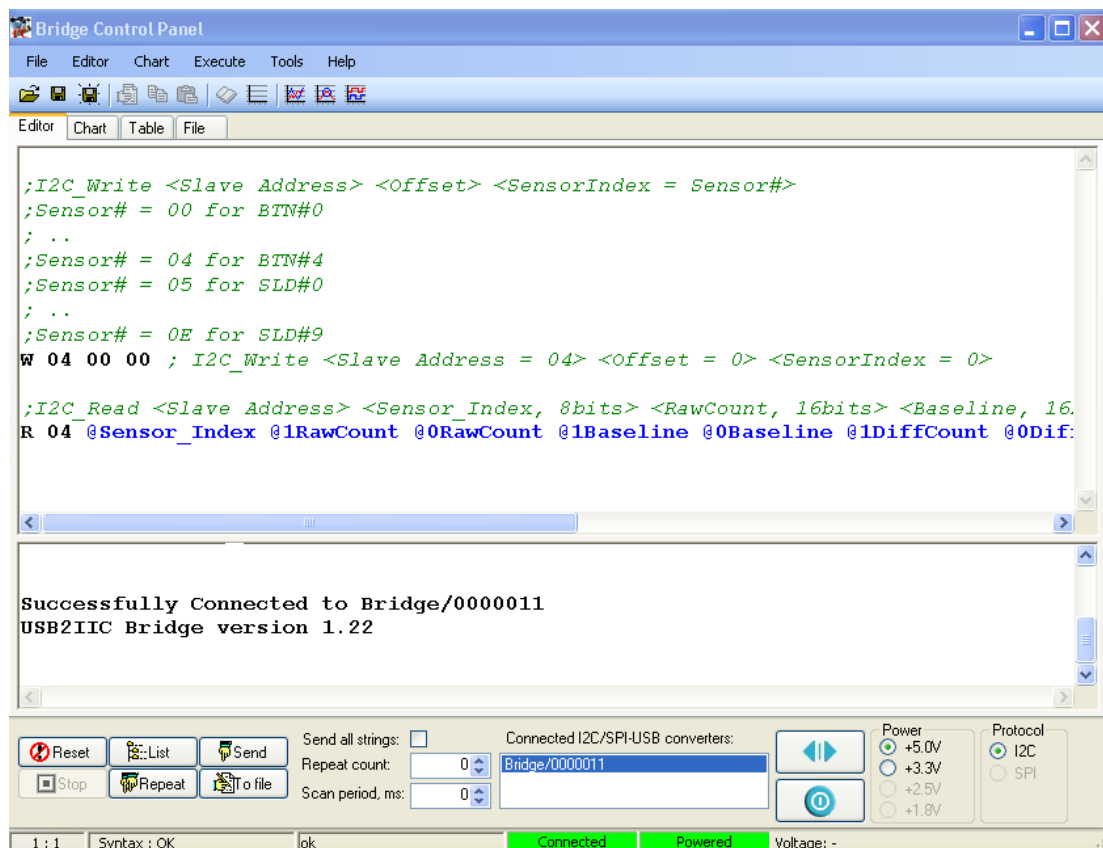 Bridge Control Panel
File Editor Chart Execute Tools Help
Editor Chart Table File
;I2C_Write <Slave Address> <Offset> <SensorIndex = Sensor#>
;Sensor# = 00 for BTN#0
; ..
;Sensor# = 04 for BTN#4
;Sensor# = 05 for SLD#0
; ..
;Sensor# = 0E for SLD#9
W 04 00 00 ; I2C_Write <Slave Address = 04> <Offset = 0> <SensorIndex = 0>
;I2C_Read <Slave Address> <Sensor_Index, 8bits> <RawCount, 16bits> <Baseline, 16
R 04 @Sensor_Index @1RawCount @0RawCount @1Baseline @0Baseline @1DiffCount @0Dif
Successfully Connected to Bridge/0000011
USB2IIC Bridge version 1.22
Reset List Send Send all strings: Connected I2C/SPI-USB converters: Power Protocol
+5.0V I2C
Repeat count: 0 Bridge/0000011 +3.3V SPI
Stop Repeat To file Scan period, ms: 0 +2.5V
+1.8V
1 : 1 Syntax : OK ok Connected Powered Voltage: -